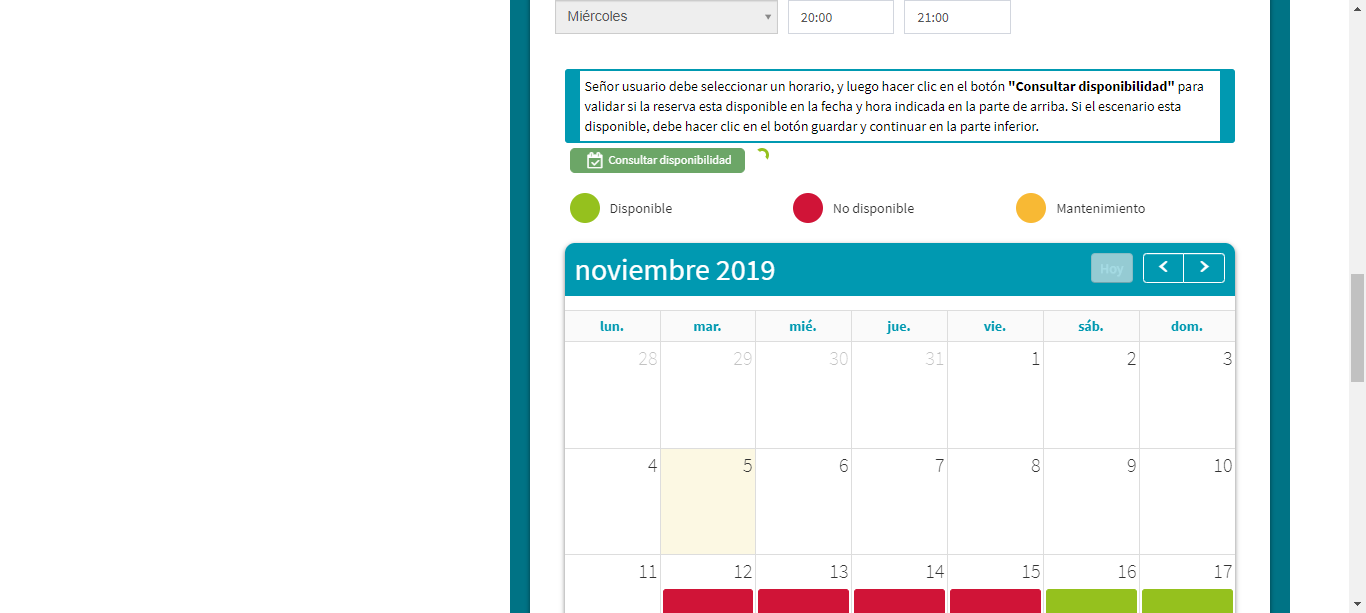 Miércoles 20:00 21:00
Señor usuario debe seleccionar un horario, y luego hacer clic en el botón "Consultar disponibilidad" para
validar si la reserva esta disponible en la fecha y hora indicada en la parte de arriba. Si el escenario esta
disponible, debe hacer clic en el botón guardar y continuar en la parte inferior.
Consultar disponibilidad
Disponible No disponible Mantenimiento
noviembre 2019 Hoy
lun. mar. mié. jue. vie. sáb. dom.
28 29 30 31 1 2 3
4 5 6 7 8 9 10
11 12 13 14 15 16 17